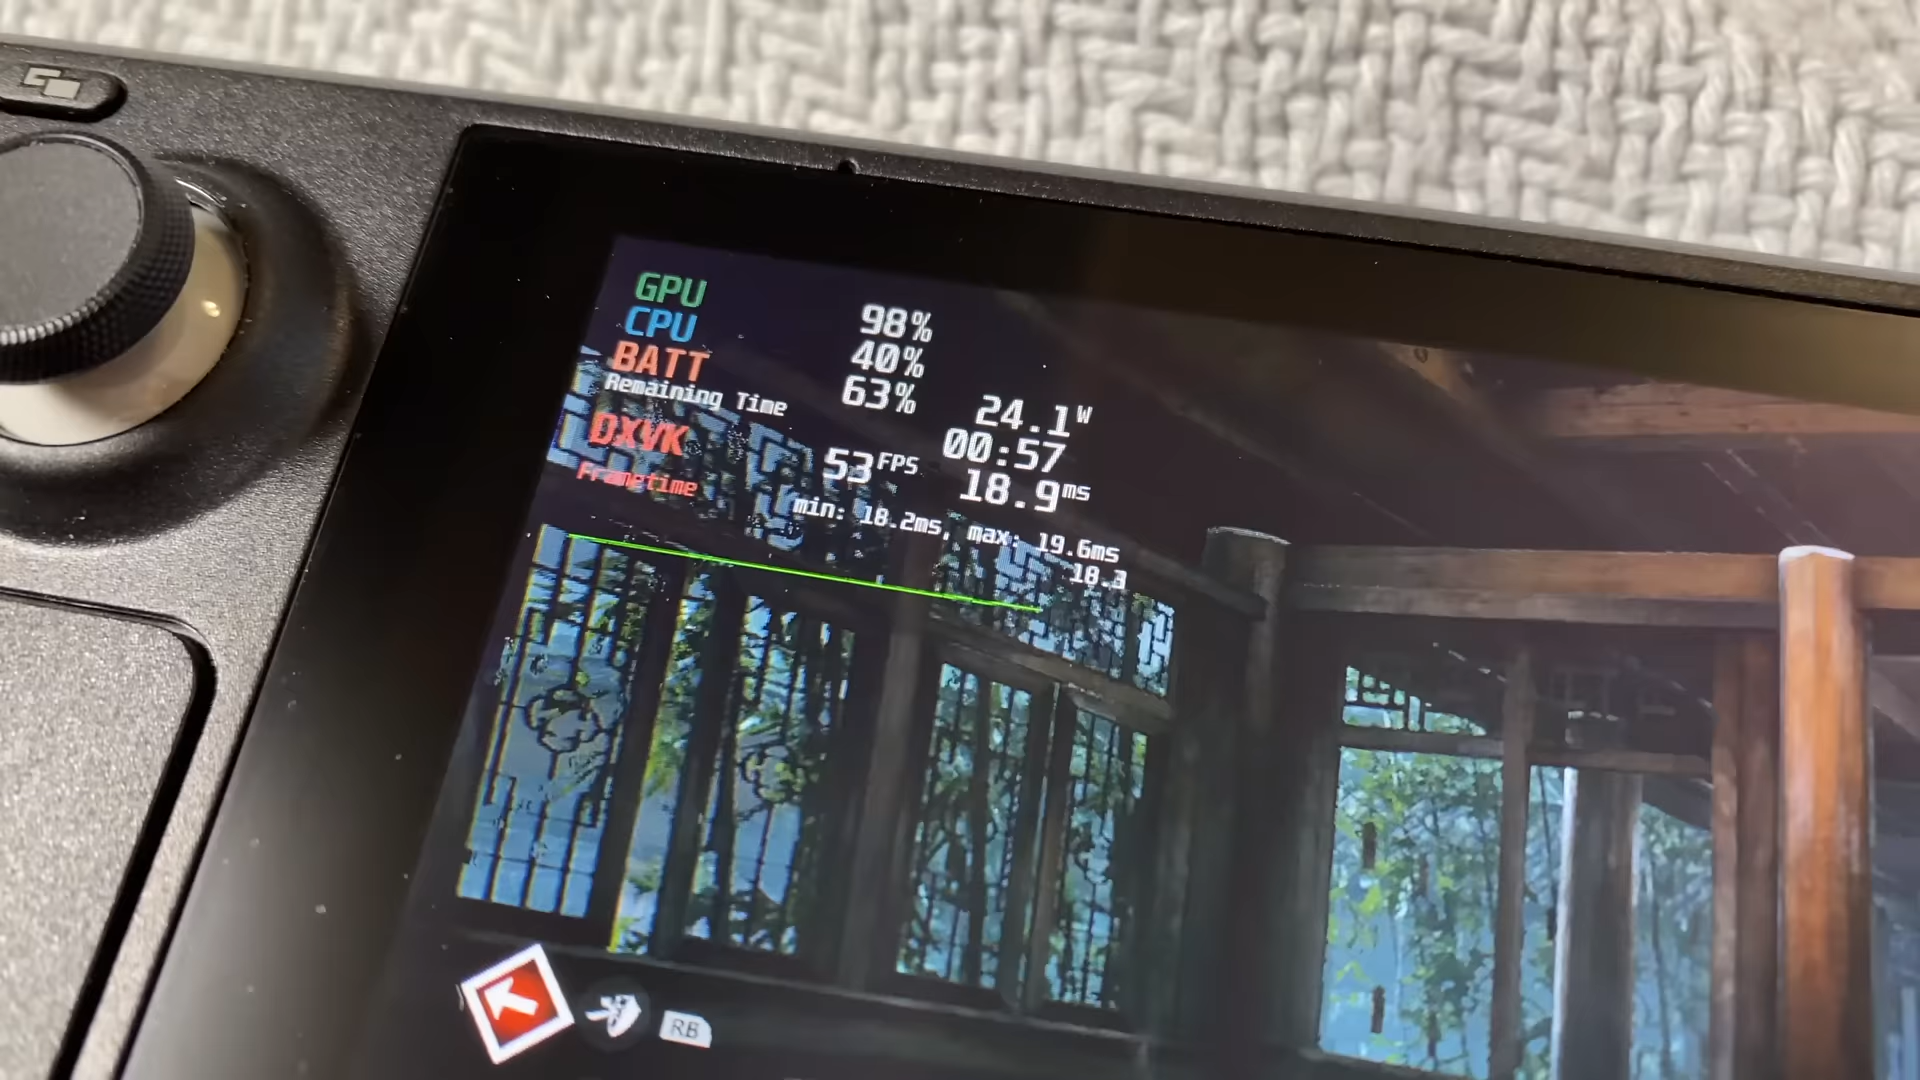 GPU 98%
CPU 40%
BATT 63% 24.1W
Remaining Time 00:57
DXVK 53FPS 18.9ms
Frametime min: 18.2ms, max: 19.6ms
18.3
RB